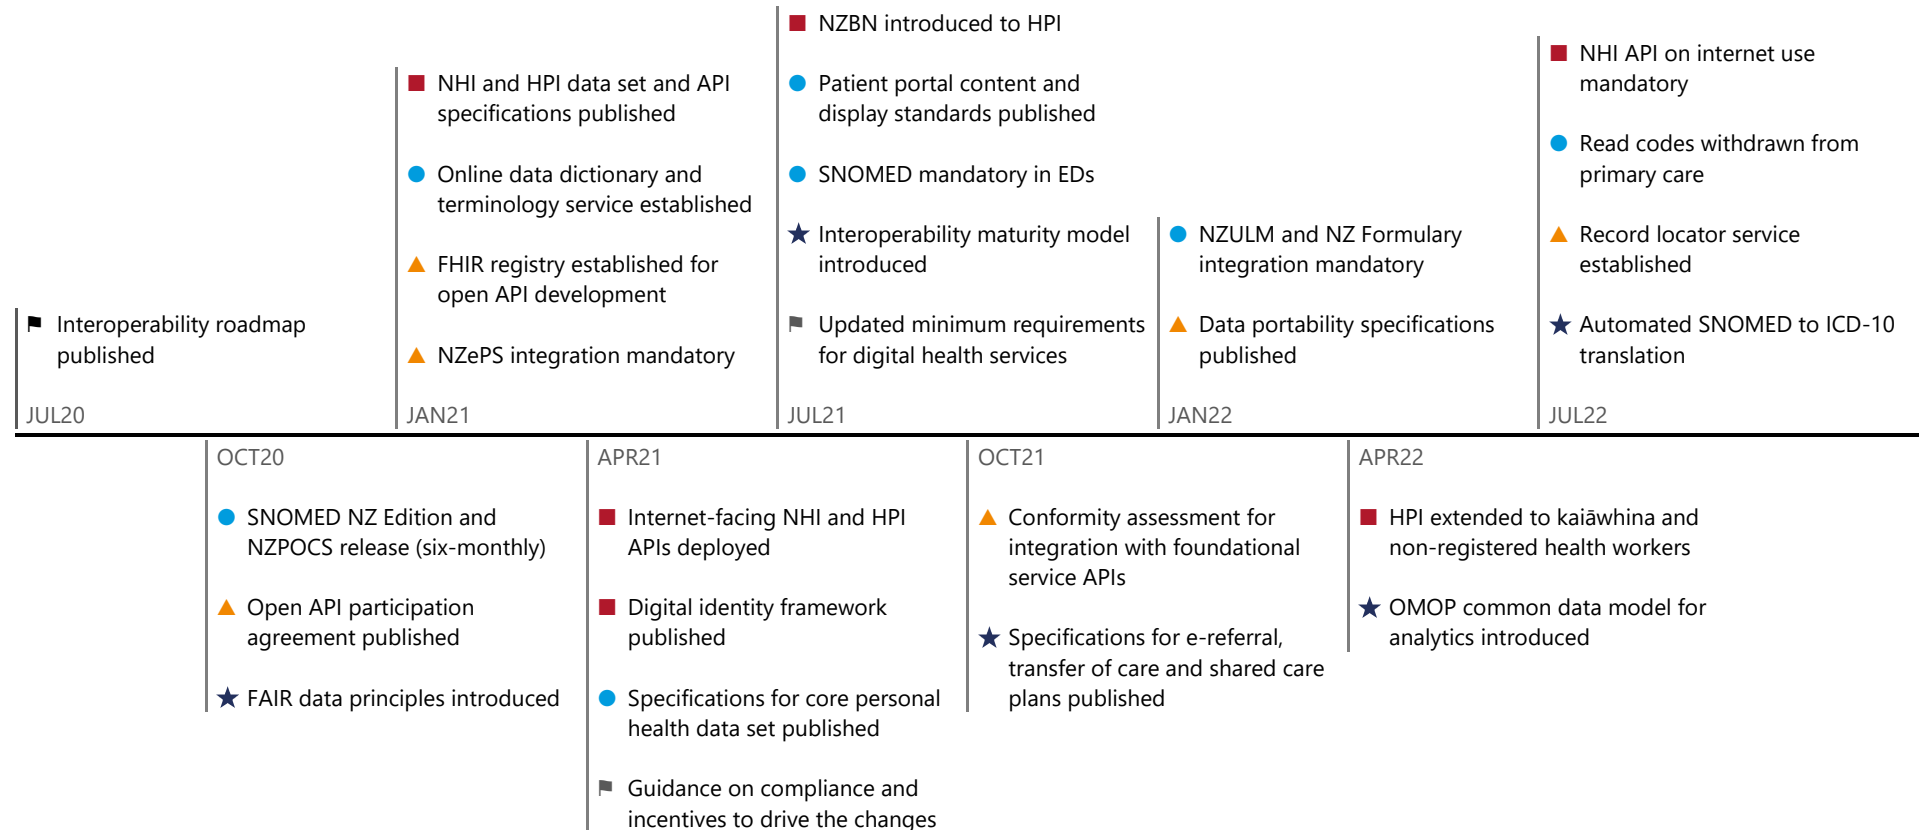 Interoperability roadmap
published
JUL20
NHI and HPI data set and API
specifications published
Online data dictionary and
terminology service established
FHIR registry established for
open API development
NZePS integration mandatory
JAN21
NZBN introduced to HPI
Patient portal content and
display standards published
SNOMED mandatory in EDs
Interoperability maturity model
introduced
Updated minimum requirements
for digital health services
JUL21
NZULM and NZ Formulary
integration mandatory
Data portability specifications
published
JAN22
NHI API on internet use
mandatory
Read codes withdrawn from
primary care
Record locator service
established
Automated SNOMED to ICD-10
translation
JUL22
OCT20
SNOMED NZ Edition and
NZPOCS release (six-monthly)
Open API participation
agreement published
FAIR data principles introduced
APR21
Internet-facing NHI and HPI
APIs deployed
Digital identity framework
published
Specifications for core personal
health data set published
Guidance on compliance and
incentives to drive the changes
OCT21
Conformity assessment for
integration with foundational
service APIs
Specifications for e-referral,
transfer of care and shared care
plans published
APR22
HPI extended to kaiāwhina and
non-registered health workers
OMOP common data model for
analytics introduced